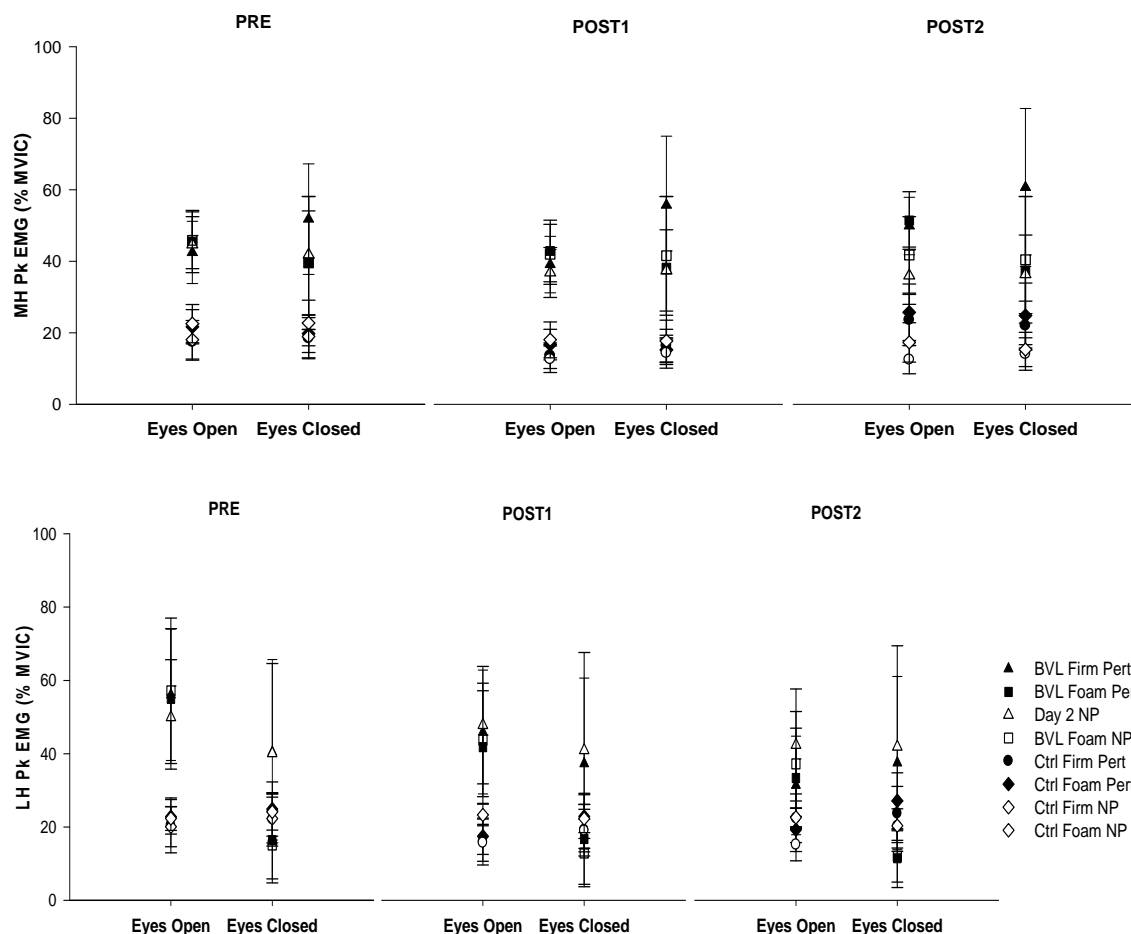 PRE POST1 POST2
100
80
60
40
20
0
MH Pk EMG (% MVIC)
Eyes Open Eyes Closed Eyes Open Eyes Closed Eyes Open Eyes Closed
PRE POST1 POST2
100
80
60
40
20
0
LH Pk EMG (% MVIC)
Eyes Open Eyes Closed Eyes Open Eyes Closed Eyes Open Eyes Closed
BVL Firm Pert
BVL Foam Per
Day 2 NP
BVL Foam NP
Ctrl Firm Pert
Ctrl Foam Pert
Ctrl Firm NP
Ctrl Foam NP